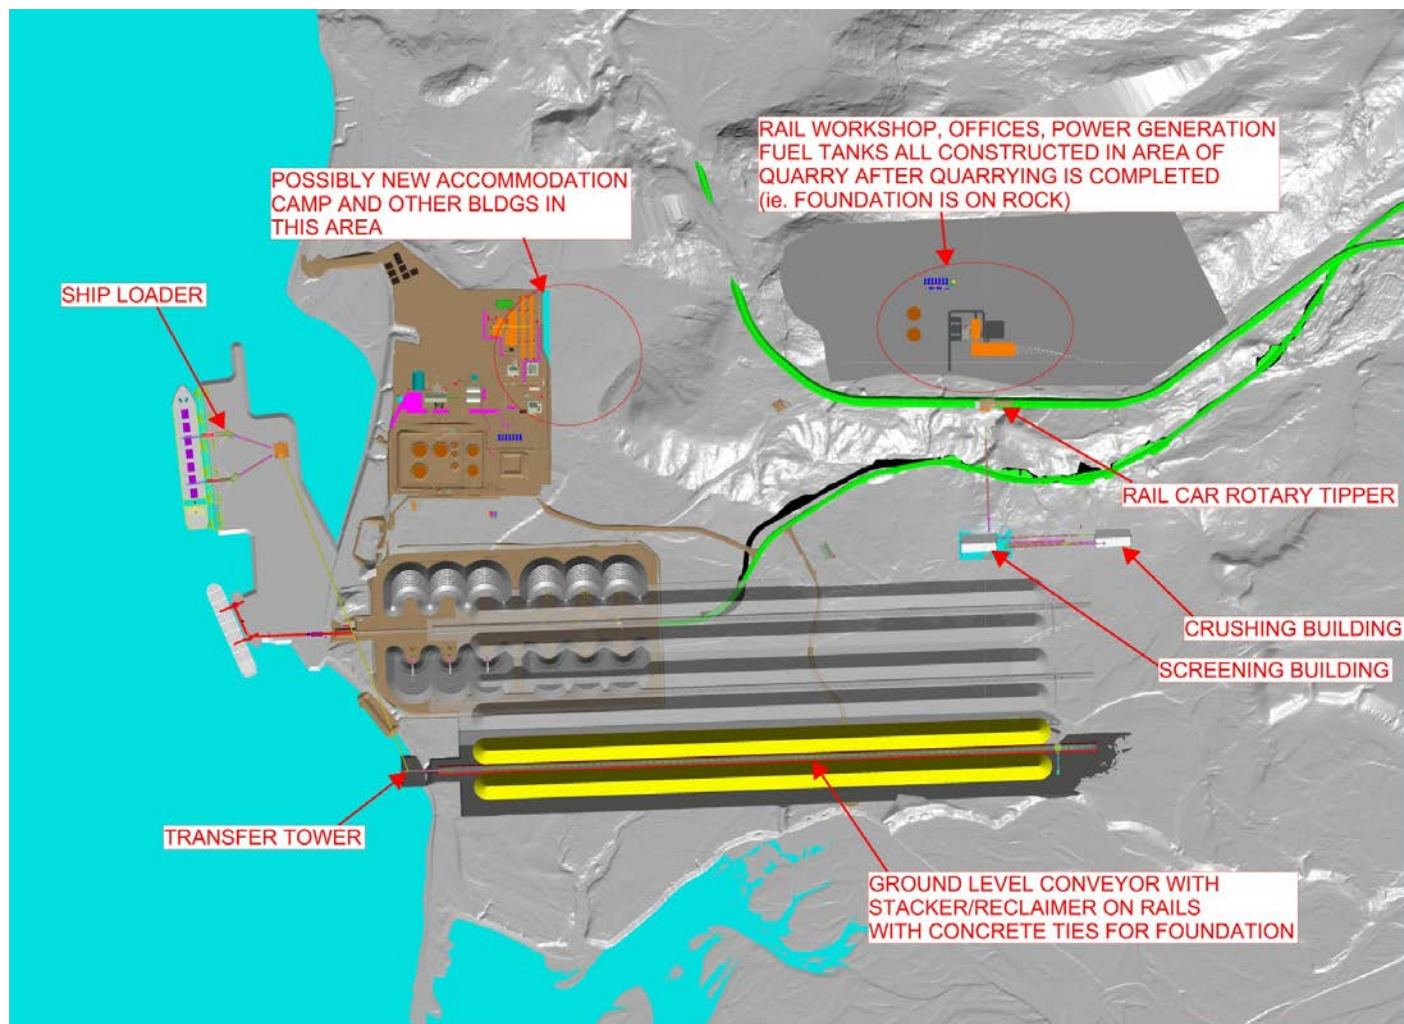 RAIL WORKSHOP, OFFICES, POWER GENERATION
FUEL TANKS ALL CONSTRUCTED IN AREA OF
QUARRY AFTER QUARRYING IS COMPLETED
(ie. FOUNDATION IS ON ROCK)
POSSIBLY NEW ACCOMMODATION
CAMP AND OTHER BLDGS IN
THIS AREA
SHIP LOADER
RAIL CAR ROTARY TIPPER
CRUSHING BUILDING
SCREENING BUILDING
TRANSFER TOWER
GROUND LEVEL CONVEYOR WITH
STACKER/RECLAIMER ON RAILS
WITH CONCRETE TIES FOR FOUNDATION